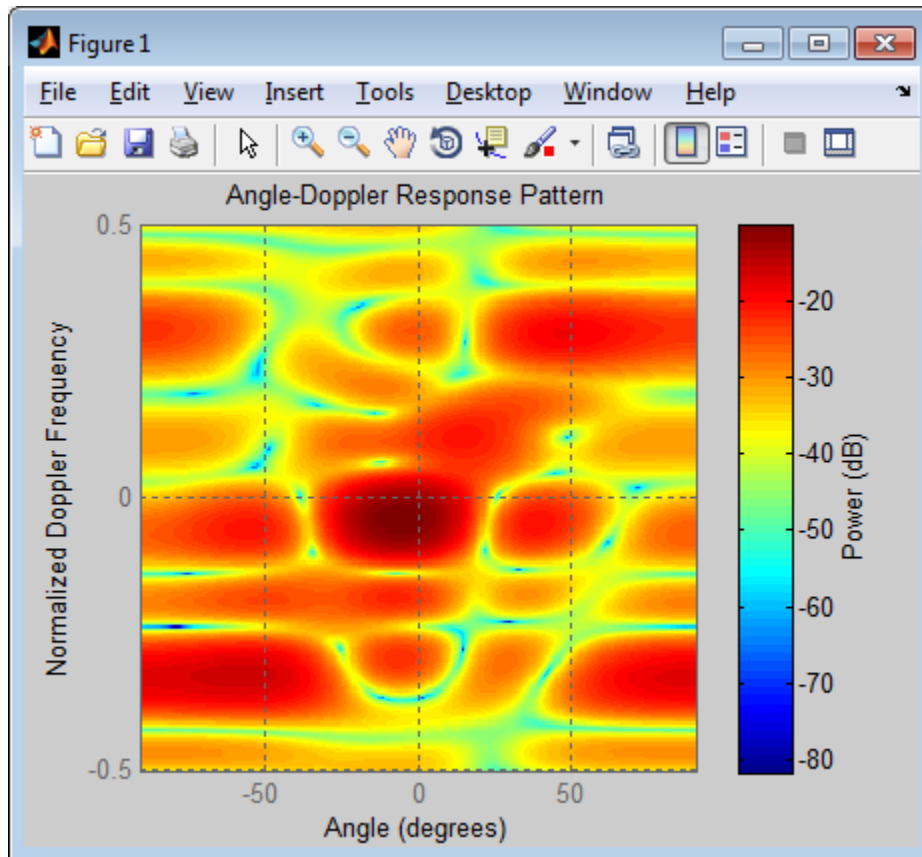 Figure 1
File Edit View Insert Tools Desktop Window Help
Angle-Doppler Response Pattern
0.5
0
-0.5
Normalized Doppler Frequency
-50 0 50
Angle (degrees)
-20
-30
-40
-50
-60
-70
-80
Power (dB)